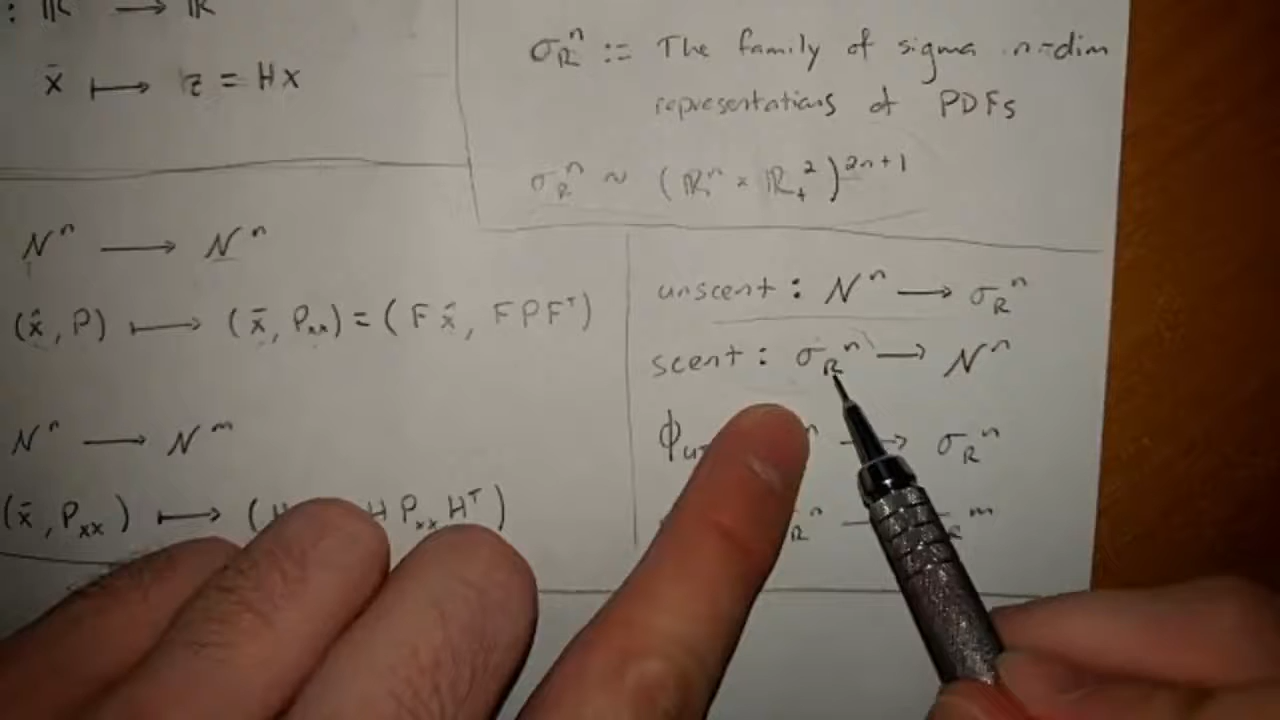 : ℝ ⟶ ℝ
x̄ ⟼ z = Hx
σ_R^n := The family of sigma n-dim
representations of PDFs
σ_R^n ~ (ℝ^n × ℝ_+^2)^{2n+1}
N^n ⟶ N^n
(x̂, P) ⟼ (x̄, P_xx) = (Fx̂, FPF^T)
N^n ⟶ N^m
(x̄, P_xx) ⟼ (H HP_xx H^T)
unscent : N^n ⟶ σ_R^n
scent : σ_R^n ⟶ N^n
ϕ_u n ⟶ σ_R^n
R^n R^m